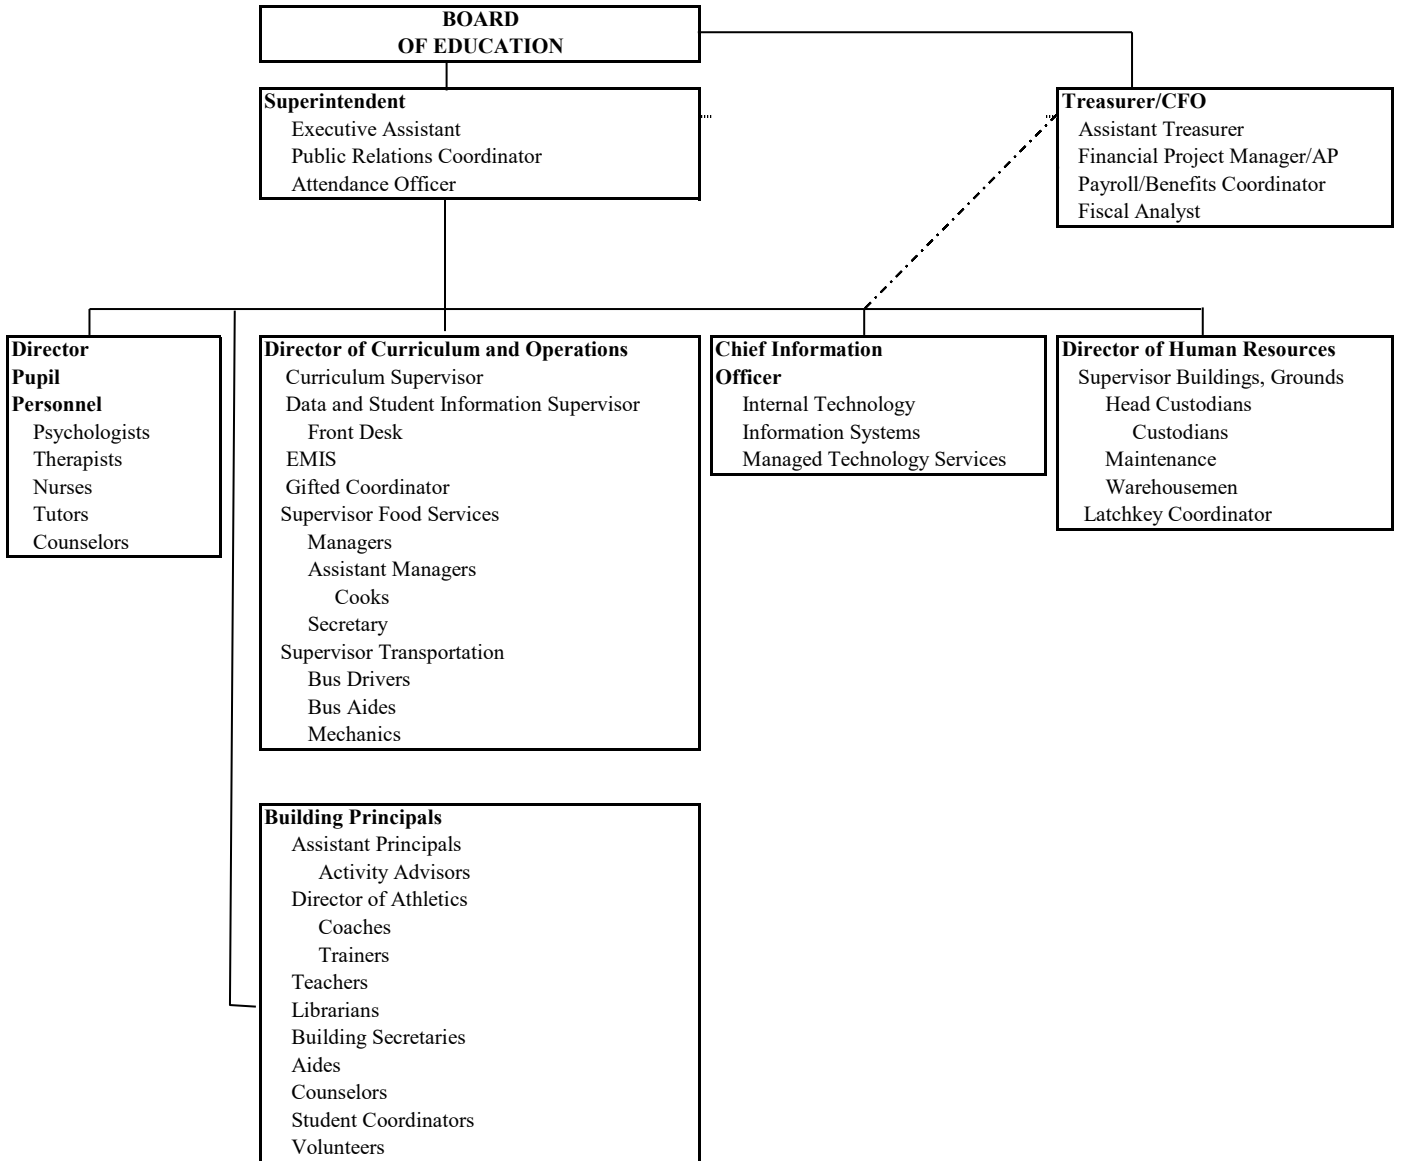 BOARD
OF EDUCATION
Superintendent
Executive Assistant
Public Relations Coordinator
Attendance Officer
Treasurer/CFO
Assistant Treasurer
Financial Project Manager/AP
Payroll/Benefits Coordinator
Fiscal Analyst
Director
Pupil
Personnel
Psychologists
Therapists
Nurses
Tutors
Counselors
Director of Curriculum and Operations
Curriculum Supervisor
Data and Student Information Supervisor
Front Desk
EMIS
Gifted Coordinator
Supervisor Food Services
Managers
Assistant Managers
Cooks
Secretary
Supervisor Transportation
Bus Drivers
Bus Aides
Mechanics
Chief Information
Officer
Internal Technology
Information Systems
Managed Technology Services
Director of Human Resources
Supervisor Buildings, Grounds
Head Custodians
Custodians
Maintenance
Warehousemen
Latchkey Coordinator
Building Principals
Assistant Principals
Activity Advisors
Director of Athletics
Coaches
Trainers
Teachers
Librarians
Building Secretaries
Aides
Counselors
Student Coordinators
Volunteers